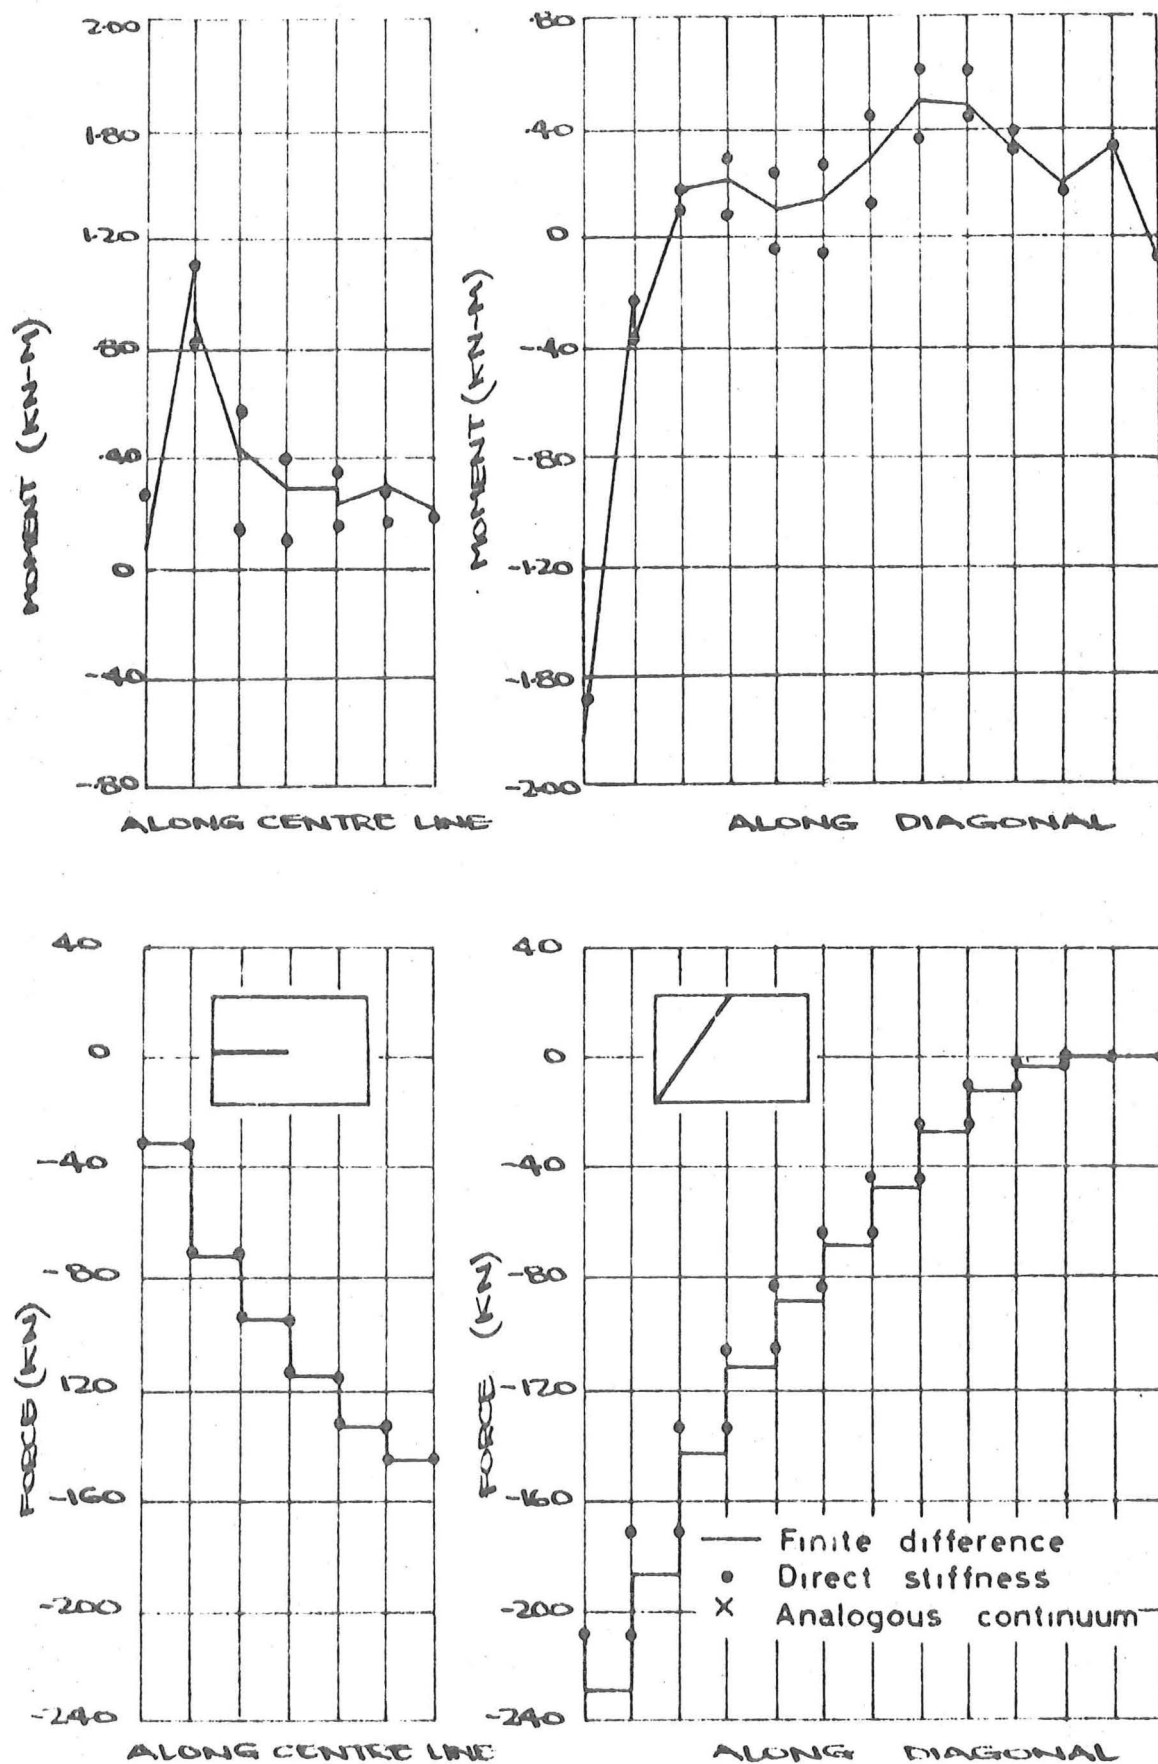 2.00
1.80
1.20
.80
.40
0
-.40
-.80
MOMENT (KN-M)
ALONG CENTRE LINE
.80
.40
0
-.40
-.80
-1.20
-1.80
-2.00
MOMENT (KN-M)
ALONG DIAGONAL
40
0
-40
-80
120
-160
-200
-240
FORCE (KN)
ALONG CENTRE LINE
40
0
-40
-80
-120
-160
-200
-240
FORCE (KN)
Finite difference
Direct stiffness
X Analogous continuum
ALONG DIAGONAL